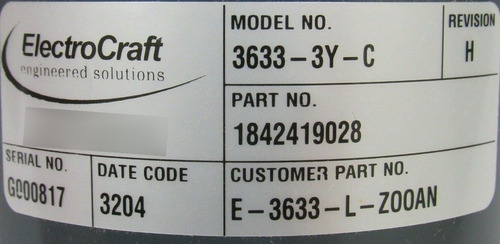 ElectroCraft
engineered solutions
MODEL NO.
3633-3Y-C
REVISION
H
PART NO.
1842419028
SERIAL NO.
G000817
DATE CODE
3204
CUSTOMER PART NO.
E-3633-L-ZOOAN